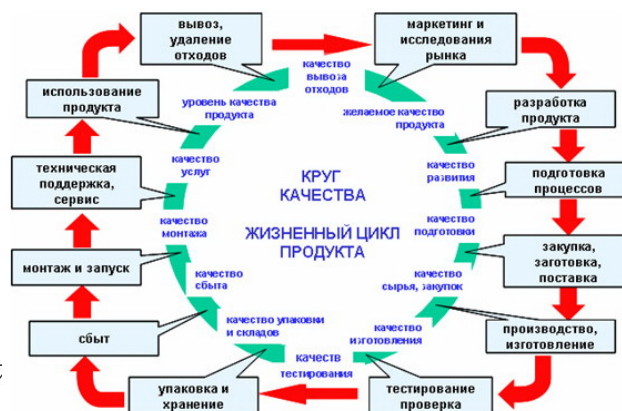 вывоз,
удаление
отходов
маркетинг и
исследования
рынка
разработка
продукта
подготовка
процессов
закупка,
заготовка,
поставка
производство,
изготовление
тестирование
проверка
упаковка и
хранение
сбыт
монтаж и запуск
техническая
поддержка,
сервис
использование
продукта
качество
вывоза
отходов
желаемое качество
продукта
качество
развития
качество
подготовки
качество
сырья, закупок
качество
изготовления
качеств
тестирования
качество упаковки
и складов
качество
сбыта
качество
монтажа
качество
услуг
уровень качества
продукта
КРУГ
КАЧЕСТВА
ЖИЗНЕННЫЙ ЦИКЛ
ПРОДУКТА